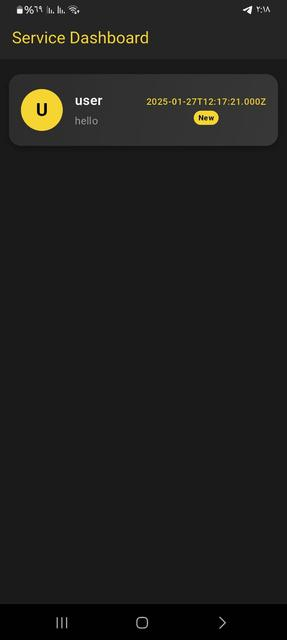 %٦٩
٢:١٨
Service Dashboard
U
user
2025-01-27T12:17:21.000Z
hello
New